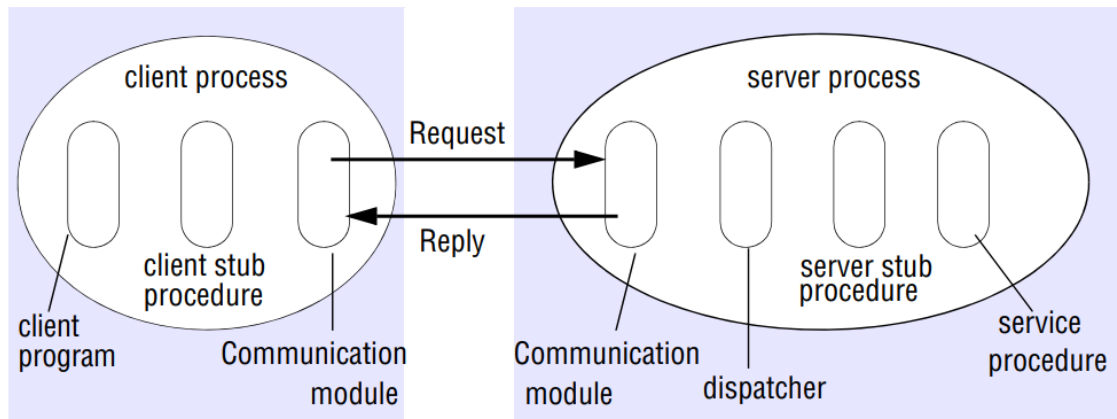 client process
server process
Request
Reply
client stub
procedure
server stub
procedure
client
program
Communication
module
Communication
module
dispatcher
service
procedure